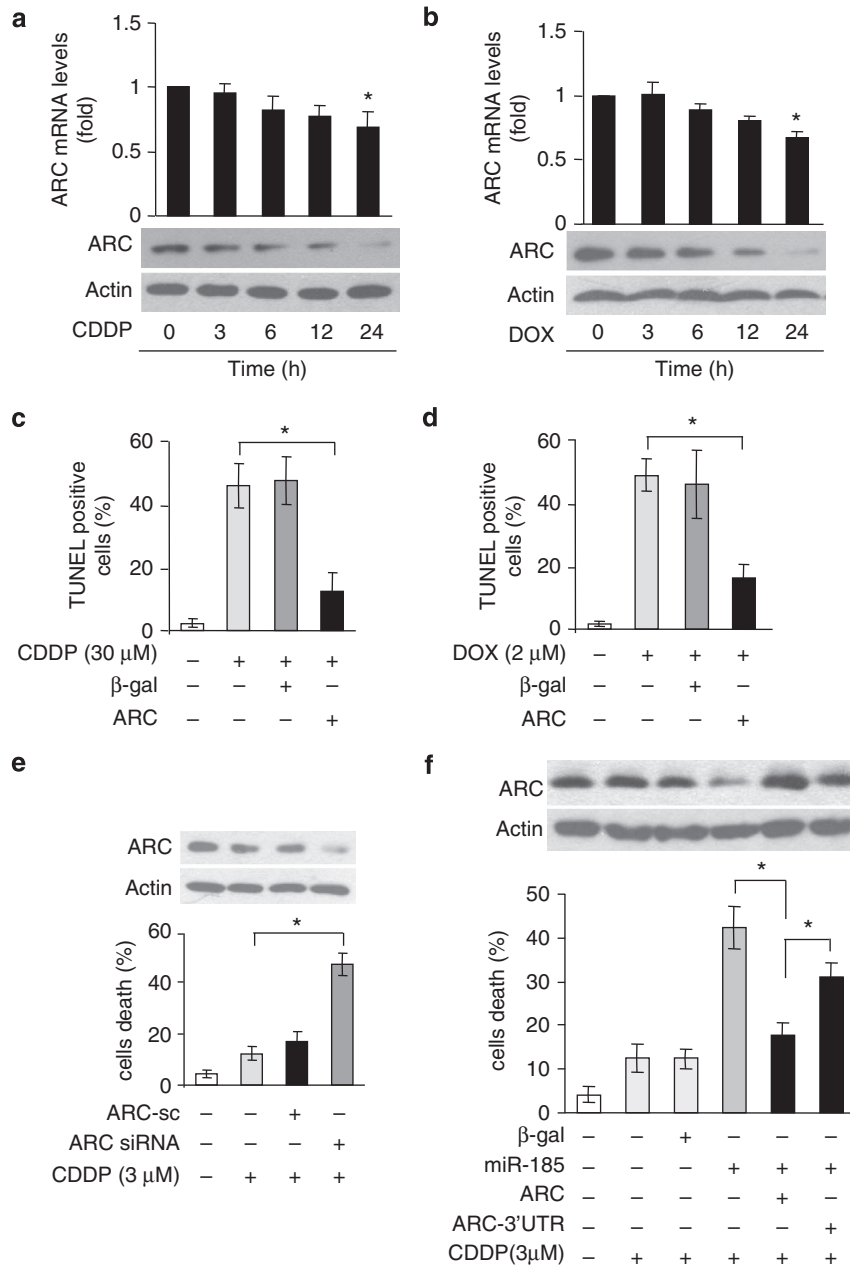 a
ARC mRNA levels
(fold)
1.5
1
0.5
0
*
ARC
Actin
CDDP 0 3 6 12 24
Time (h)
b
ARC mRNA levels
(fold)
1.5
1
0.5
0
*
ARC
Actin
DOX 0 3 6 12 24
Time (h)
c
TUNEL positive
cells (%)
60
40
20
0
*
CDDP (30 μM) – + + +
β-gal – – + –
ARC – – – +
d
TUNEL positive
cells (%)
60
40
20
0
*
DOX (2 μM) – + + +
β-gal – – + –
ARC – – – +
e
ARC
Actin
cells death (%)
60
40
20
0
*
ARC-sc – – + –
ARC siRNA – – – +
CDDP (3 μM) – + + +
f
ARC
Actin
cells death (%)
50
40
30
20
10
0
*
*
β-gal – – + – – –
miR-185 – – – + + +
ARC – – – – + –
ARC-3'UTR – – – – – +
CDDP(3μM) – + + + + +